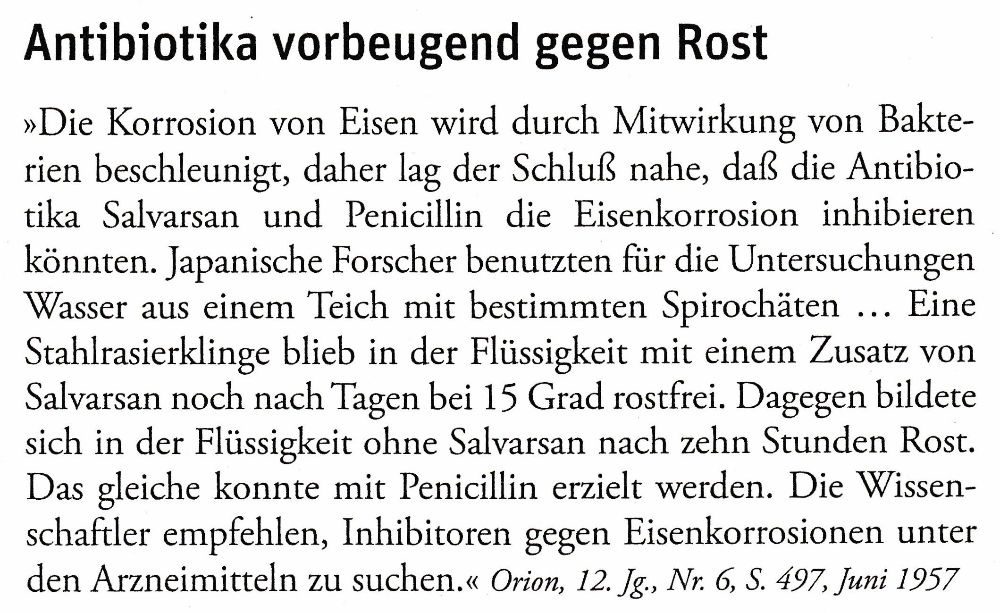 Antibiotika vorbeugend gegen Rost
»Die Korrosion von Eisen wird durch Mitwirkung von Bakte-
rien beschleunigt, daher lag der Schluß nahe, daß die Antibio-
tika Salvarsan und Penicillin die Eisenkorrosion inhibieren
könnten. Japanische Forscher benutzten für die Untersuchungen
Wasser aus einem Teich mit bestimmten Spirochäten … Eine
Stahlrasierklinge blieb in der Flüssigkeit mit einem Zusatz von
Salvarsan noch nach Tagen bei 15 Grad rostfrei. Dagegen bildete
sich in der Flüssigkeit ohne Salvarsan nach zehn Stunden Rost.
Das gleiche konnte mit Penicillin erzielt werden. Die Wissen-
schaftler empfehlen, Inhibitoren gegen Eisenkorrosionen unter
den Arzneimitteln zu suchen.« Orion, 12. Jg., Nr. 6, S. 497, Juni 1957